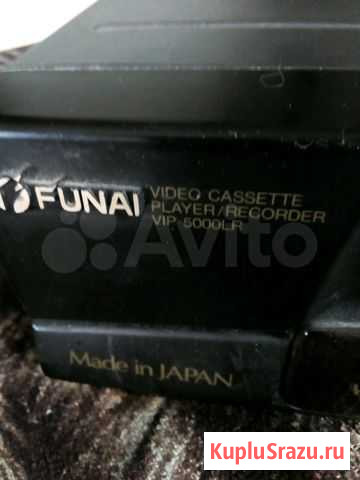 FUNAI
VIDEO CASSETTE
PLAYER/RECORDER
VIP-5000LR
Made in JAPAN
Avito
KupluSrazu.ru